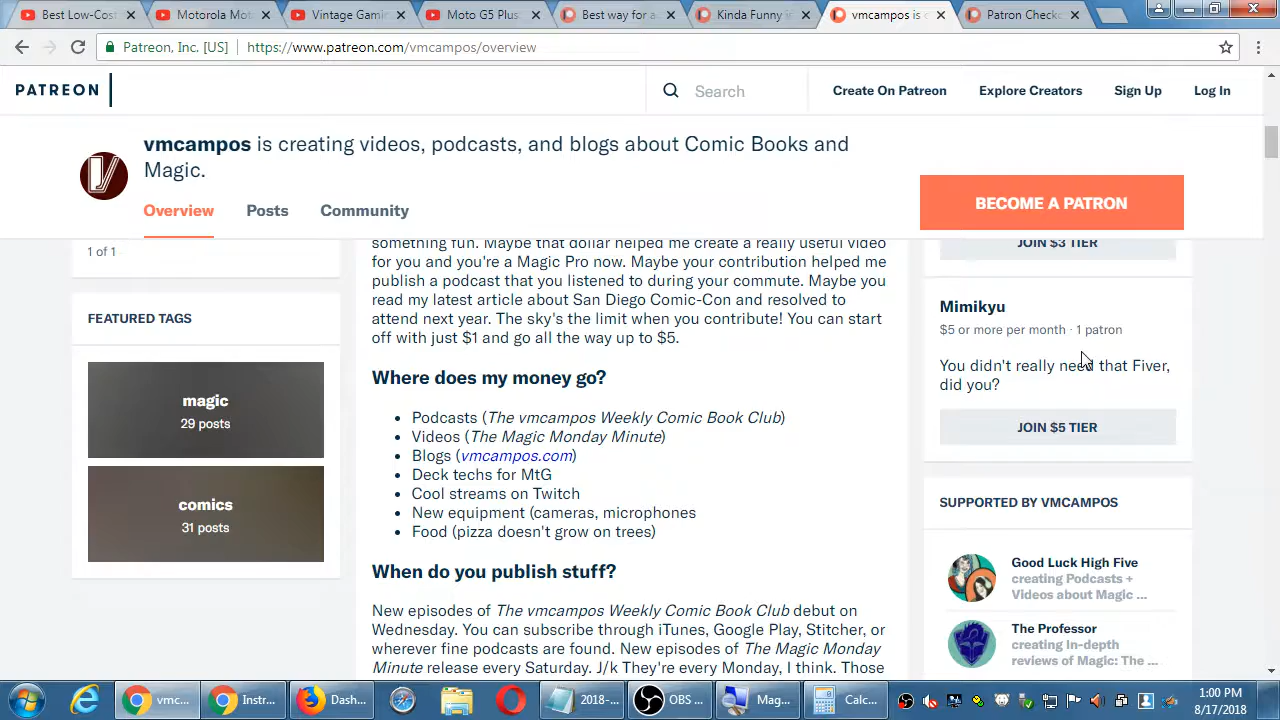 Best Low-Cost
Motorola Mot
Vintage Gamin
Moto G5 Plus
Best way for a
Kinda Funny i
vmcampos is c
Patron Checke
Patreon, Inc. [US]
https://www.patreon.com/vmcampos/overview
PATREON
Search
Create On Patreon
Explore Creators
Sign Up
Log In
vmcampos is creating videos, podcasts, and blogs about Comic Books and
Magic.
Overview
Posts
Community
BECOME A PATRON
1 of 1
FEATURED TAGS
magic
29 posts
comics
31 posts
something fun. Maybe that dollar helped me create a really useful video
for you and you're a Magic Pro now. Maybe your contribution helped me
publish a podcast that you listened to during your commute. Maybe you
read my latest article about San Diego Comic-Con and resolved to
attend next year. The sky's the limit when you contribute! You can start
off with just $1 and go all the way up to $5.
Where does my money go?
• Podcasts (The vmcampos Weekly Comic Book Club)
• Videos (The Magic Monday Minute)
• Blogs (vmcampos.com)
• Deck techs for MtG
• Cool streams on Twitch
• New equipment (cameras, microphones
• Food (pizza doesn't grow on trees)
When do you publish stuff?
New episodes of The vmcampos Weekly Comic Book Club debut on
Wednesday. You can subscribe through iTunes, Google Play, Stitcher, or
wherever fine podcasts are found. New episodes of The Magic Monday
Minute release every Saturday. J/k They're every Monday, I think. Those
JOIN $3 TIER
Mimikyu
$5 or more per month · 1 patron
You didn't really need that Fiver,
did you?
JOIN $5 TIER
SUPPORTED BY VMCAMPOS
Good Luck High Five
creating Podcasts +
Videos about Magic ...
The Professor
creating in-depth
reviews of Magic: The ...
vmc...
Instr...
Dash...
2018-...
OBS ...
Mag...
Calc...
1:00 PM
8/17/2018